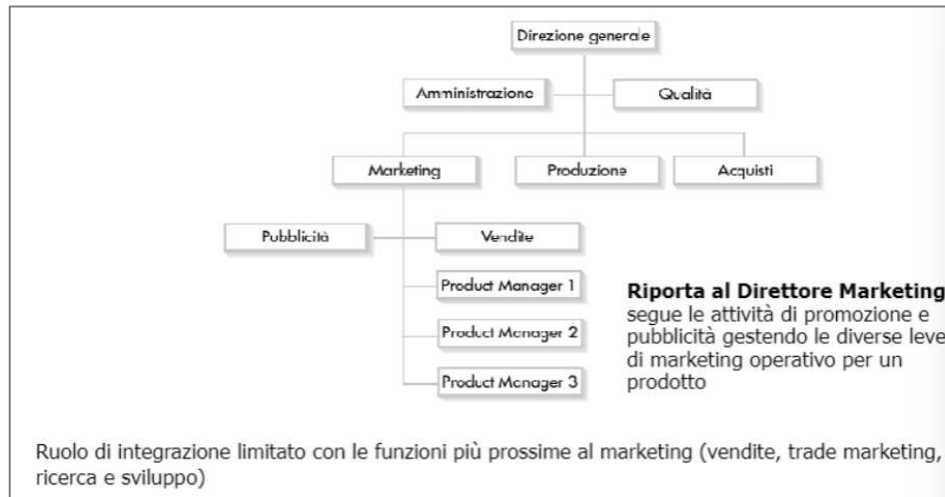 Direzione generale
Amministrazione
Qualità
Marketing
Produzione
Acquisti
Pubblicità
Vendite
Product Manager 1
Product Manager 2
Product Manager 3
Riporta al Direttore Marketing
segue le attività di promozione e
pubblicità gestendo le diverse leve
di marketing operativo per un
prodotto
Ruolo di integrazione limitato con le funzioni più prossime al marketing (vendite, trade marketing,
ricerca e sviluppo)